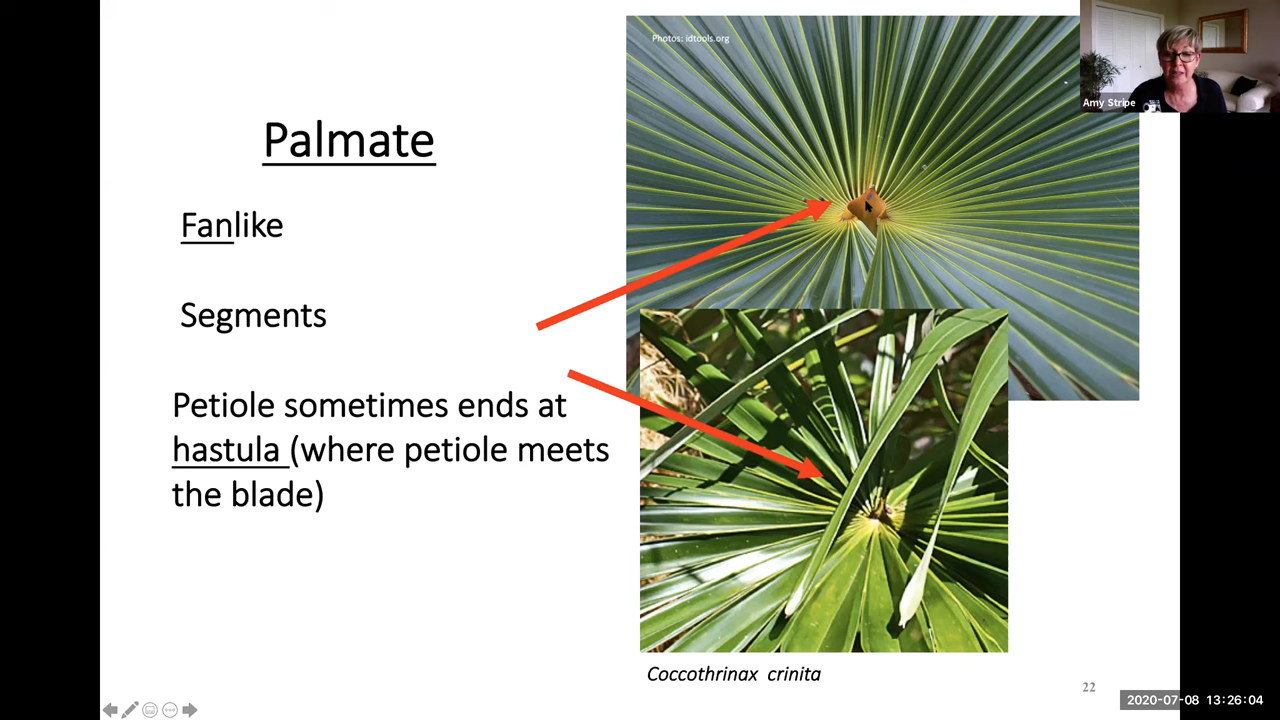 Photos: idtools.org
Amy Stripe
Palmate
Fanlike
Segments
Petiole sometimes ends at
hastula (where petiole meets
the blade)
Coccothrinax crinita
22
2020-07-08 13:26:04